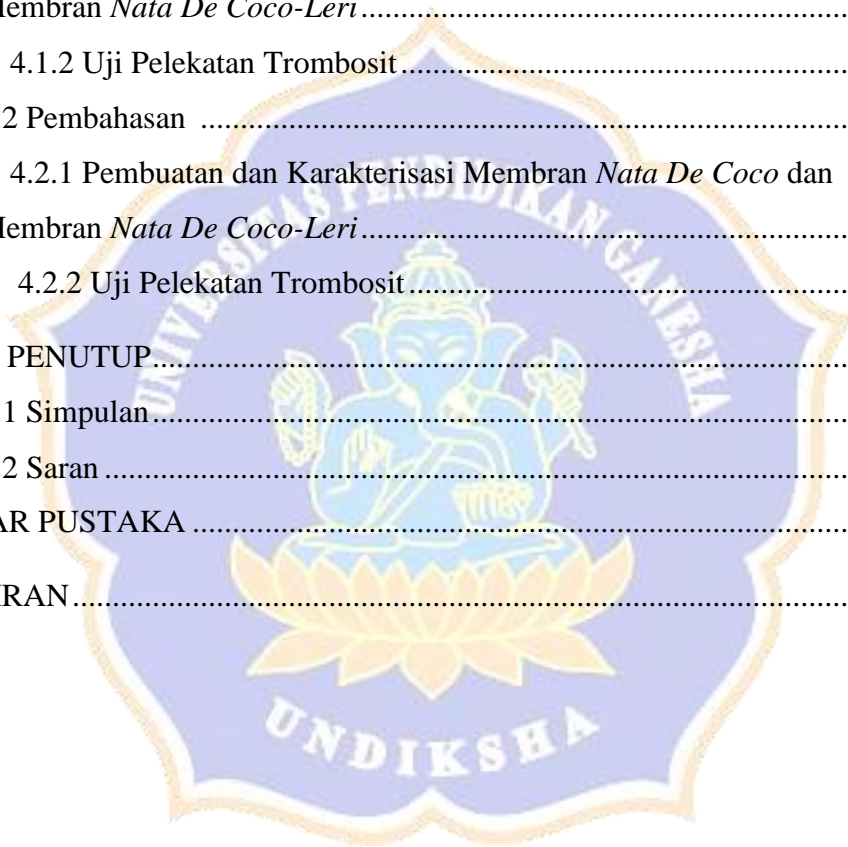 Membran Nata De Coco-Leri
4.1.2 Uji Pelekatan Trombosit
2 Pembahasan
4.2.1 Pembuatan dan Karakterisasi Membran Nata De Coco dan
Membran Nata De Coco-Leri
4.2.2 Uji Pelekatan Trombosit
PENUTUP
1 Simpulan
2 Saran
AR PUSTAKA
RAN
UNIVERSITAS PENDIDIKAN GANESHA
UNDIKSHA